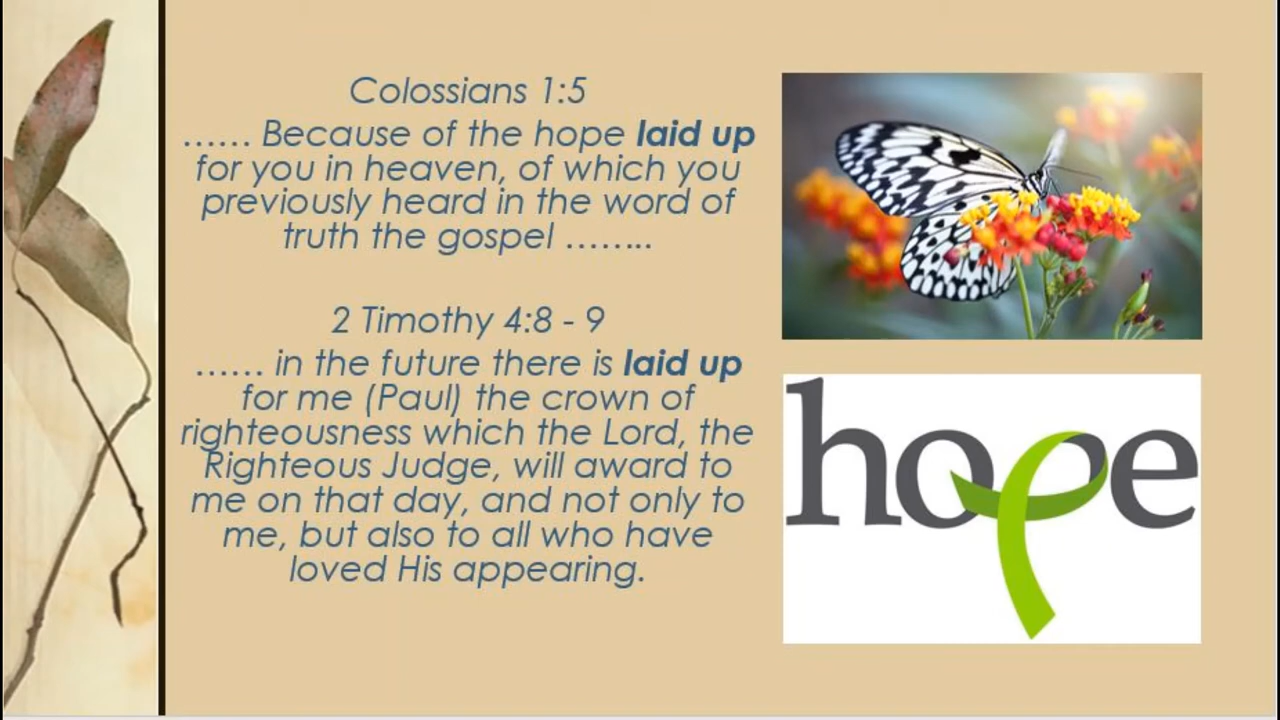 Colossians 1:5
...... Because of the hope laid up
for you in heaven, of which you
previously heard in the word of
truth the gospel ........
2 Timothy 4:8 - 9
...... in the future there is laid up
for me (Paul) the crown of
righteousness which the Lord, the
Righteous Judge, will award to
me on that day, and not only to
me, but also to all who have
loved His appearing.
hope